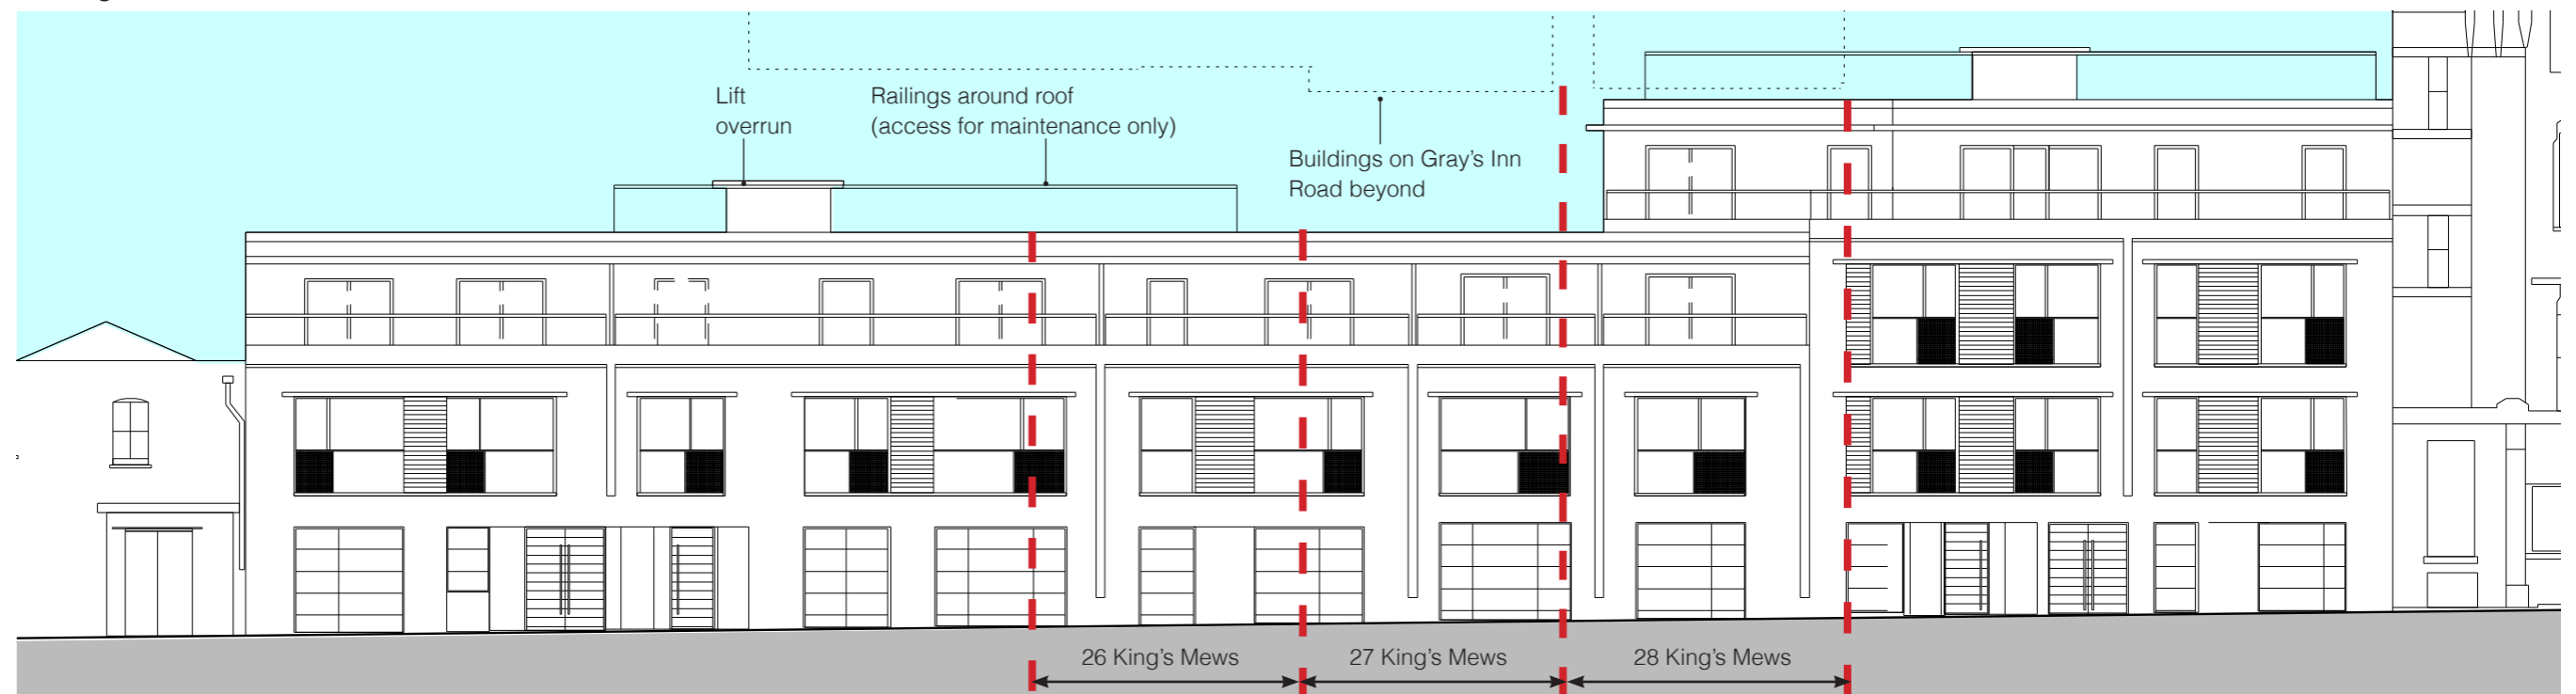 Lift
overrun
Railings around roof
(access for maintenance only)
Buildings on Gray's Inn
Road beyond
26 King's Mews
27 King's Mews
28 King's Mews